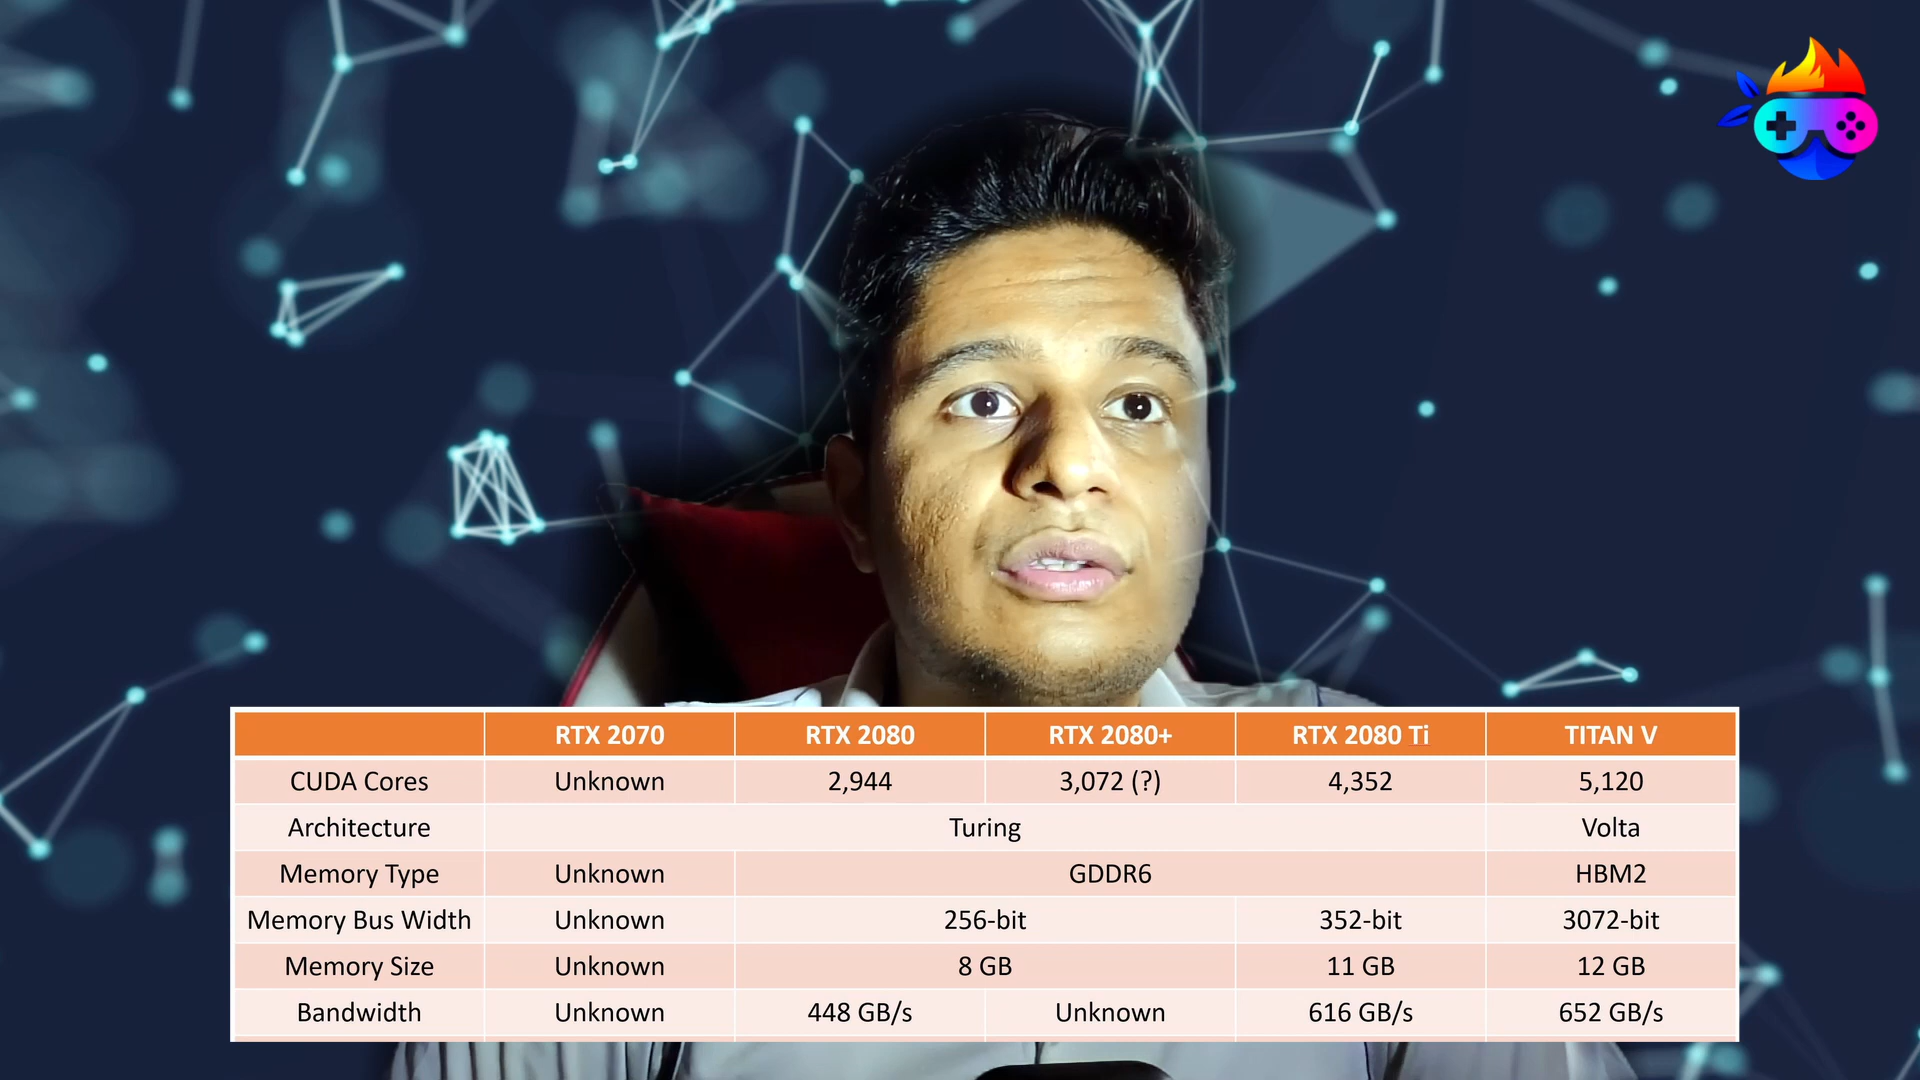 RTX 2070 RTX 2080 RTX 2080+ RTX 2080 Ti TITAN V
CUDA Cores Unknown 2,944 3,072 (?) 4,352 5,120
Architecture Turing Volta
Memory Type Unknown GDDR6 HBM2
Memory Bus Width Unknown 256-bit 352-bit 3072-bit
Memory Size Unknown 8 GB 11 GB 12 GB
Bandwidth Unknown 448 GB/s Unknown 616 GB/s 652 GB/s